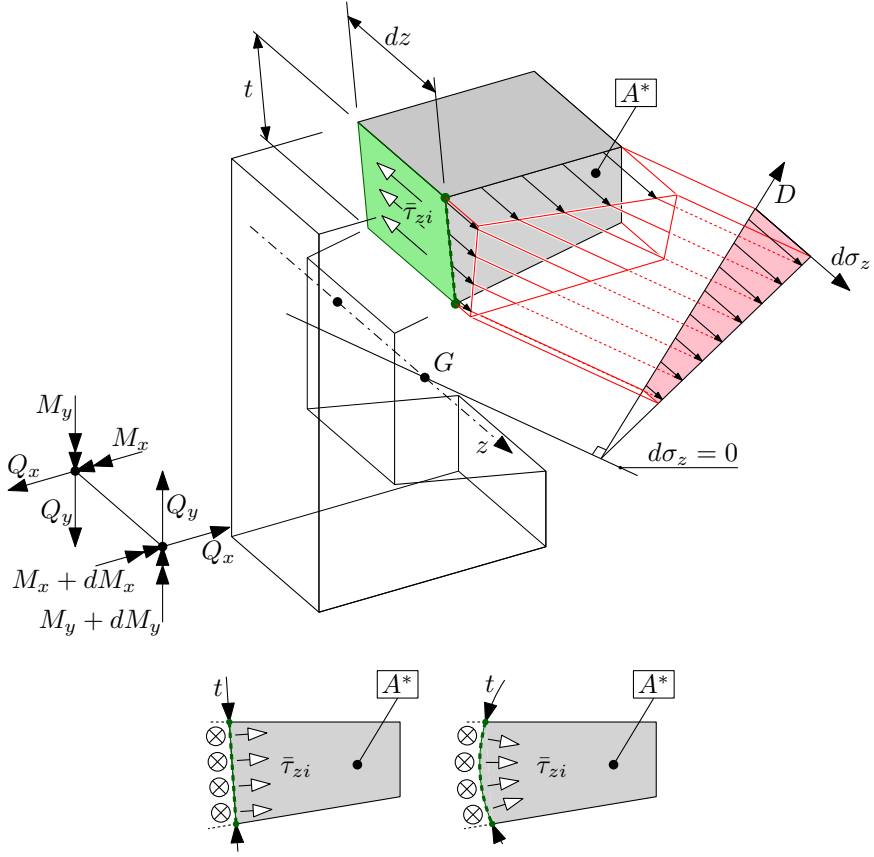 dz
t
A*
τ̄zi
D
dσz
G
My
Mx
z
dσz = 0
Qx
Qy
Qy
Qx
Mx + dMx
My + dMy
t
A*
t
A*
τ̄zi
τ̄zi